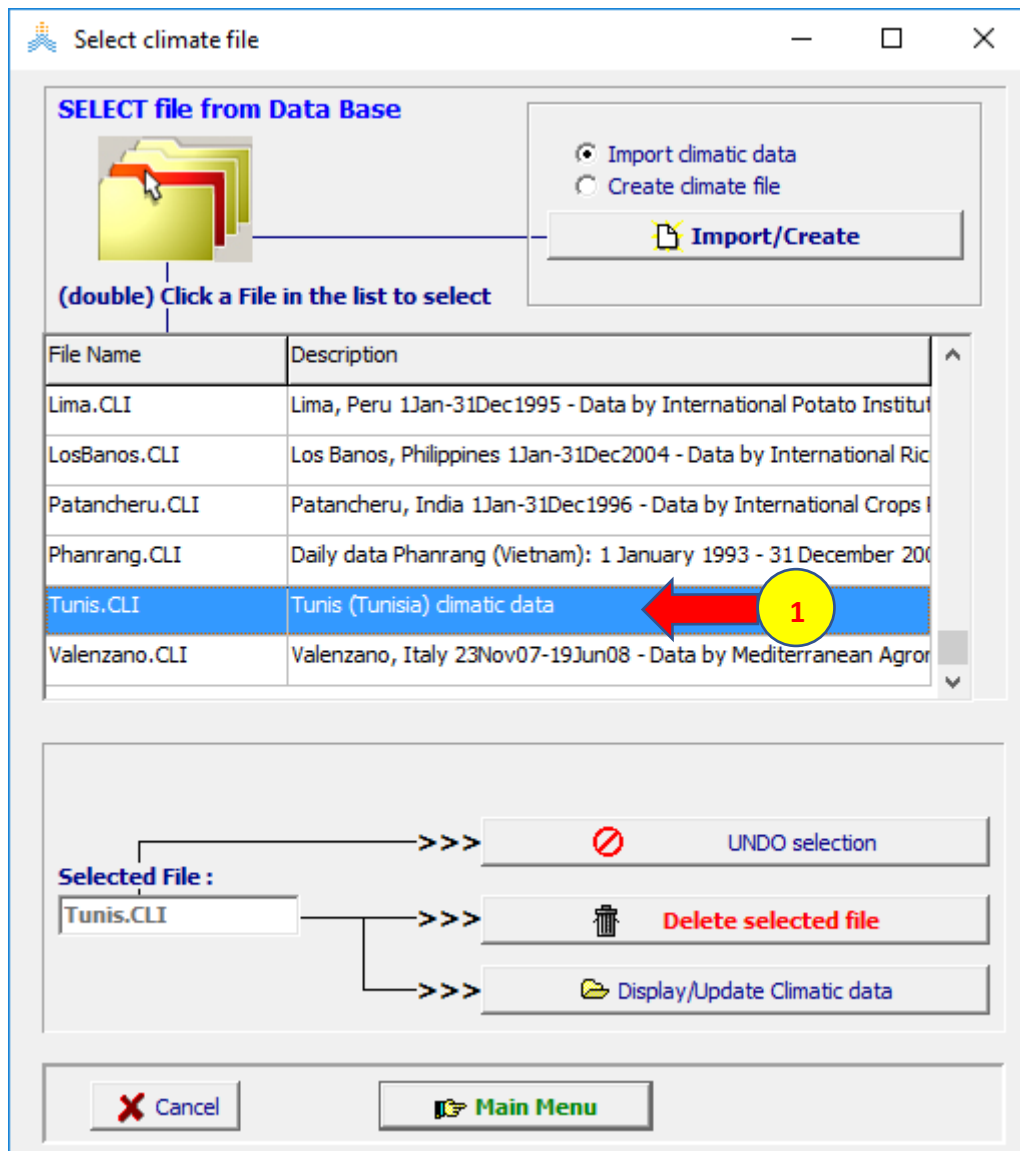 Select climate file
SELECT file from Data Base
Import climatic data
Create climate file
Import/Create
(double) Click a File in the list to select
File Name Description
Lima.CLI Lima, Peru 1Jan-31Dec1995 - Data by International Potato Institut
LosBanos.CLI Los Banos, Philippines 1Jan-31Dec2004 - Data by International Ric
Patancheru.CLI Patancheru, India 1Jan-31Dec1996 - Data by International Crops
Phanrang.CLI Daily data Phanrang (Vietnam): 1 January 1993 - 31 December 200
Tunis.CLI Tunis (Tunisia) climatic data 1
Valenzano.CLI Valenzano, Italy 23Nov07-19Jun08 - Data by Mediterranean Agror
>>> UNDO selection
Selected File :
Tunis.CLI >>> Delete selected file
>>> Display/Update Climatic data
Cancel Main Menu